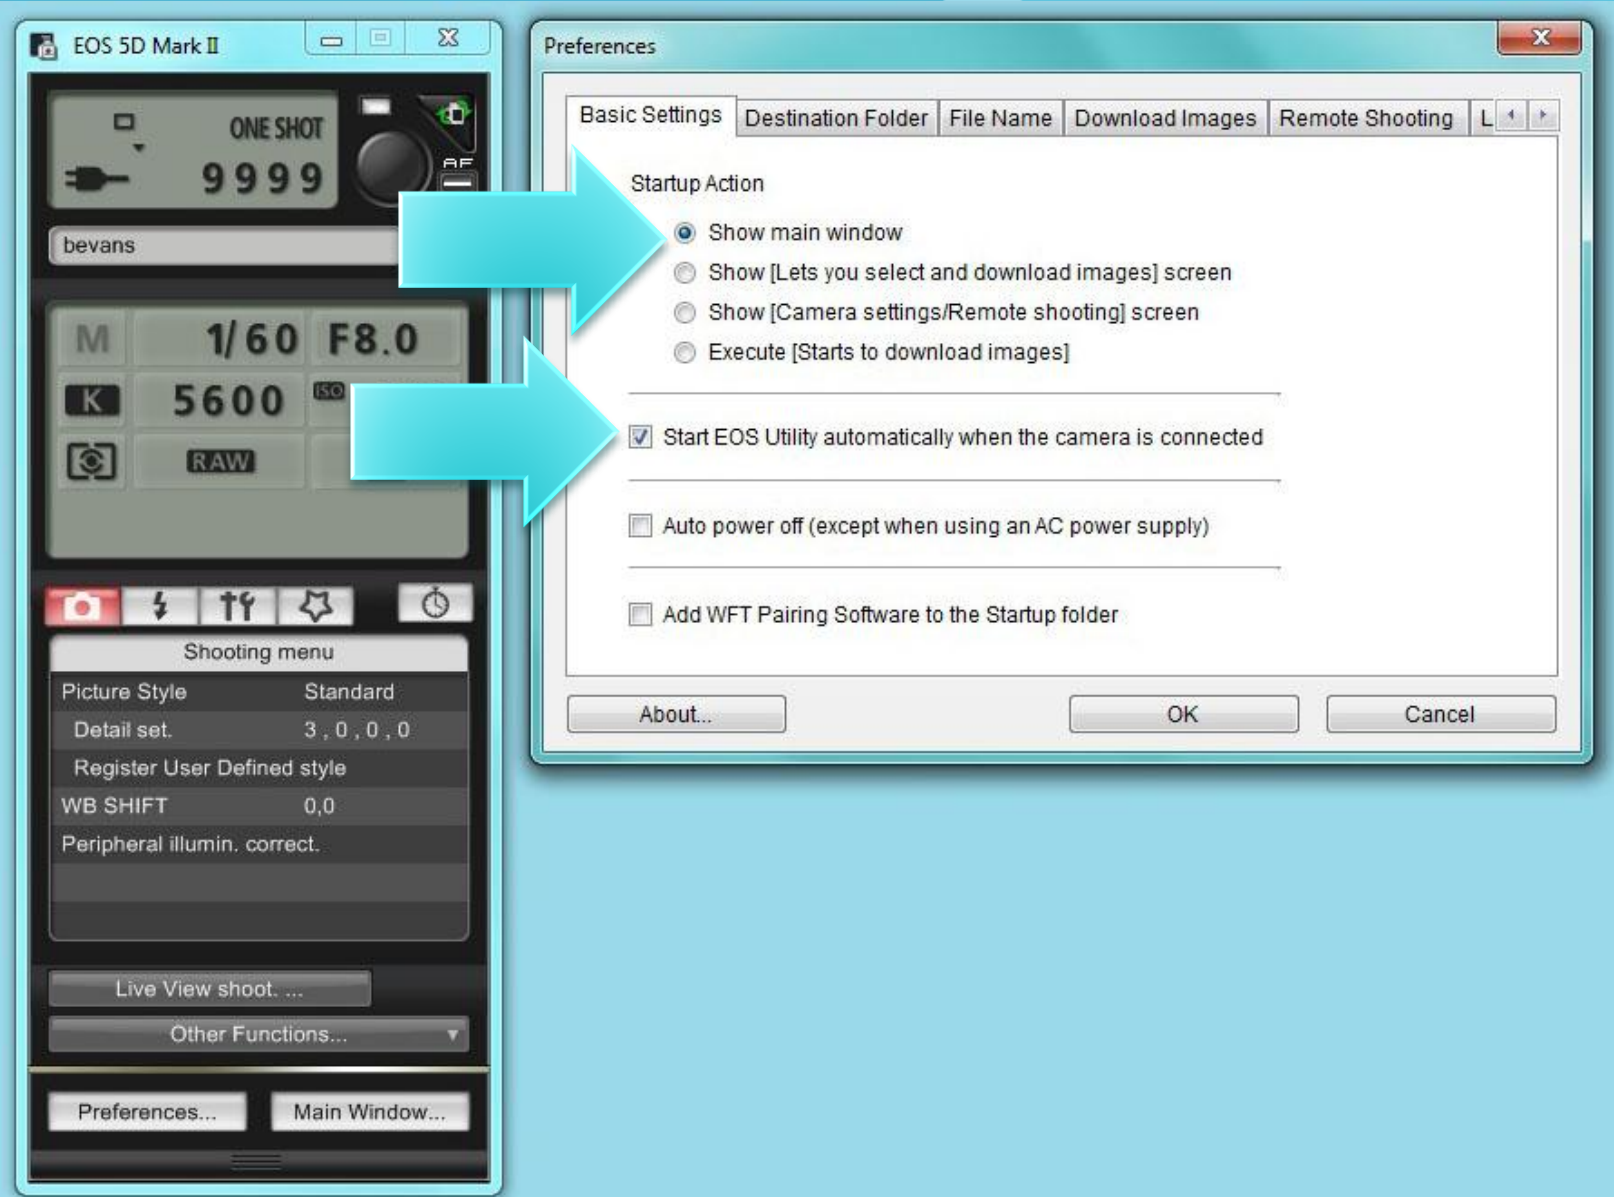 EOS 5D Mark II
ONE SHOT
9999
AF
bevans
M 1/60 F8.0
K 5600 ISO
RAW
Shooting menu
Picture Style Standard
Detail set. 3 , 0 , 0 , 0
Register User Defined style
WB SHIFT 0,0
Peripheral illumin. correct.
Live View shoot. ...
Other Functions...
Preferences... Main Window...
Preferences
Basic Settings Destination Folder File Name Download Images Remote Shooting L
Startup Action
Show main window
Show [Lets you select and download images] screen
Show [Camera settings/Remote shooting] screen
Execute [Starts to download images]
Start EOS Utility automatically when the camera is connected
Auto power off (except when using an AC power supply)
Add WFT Pairing Software to the Startup folder
About... OK Cancel